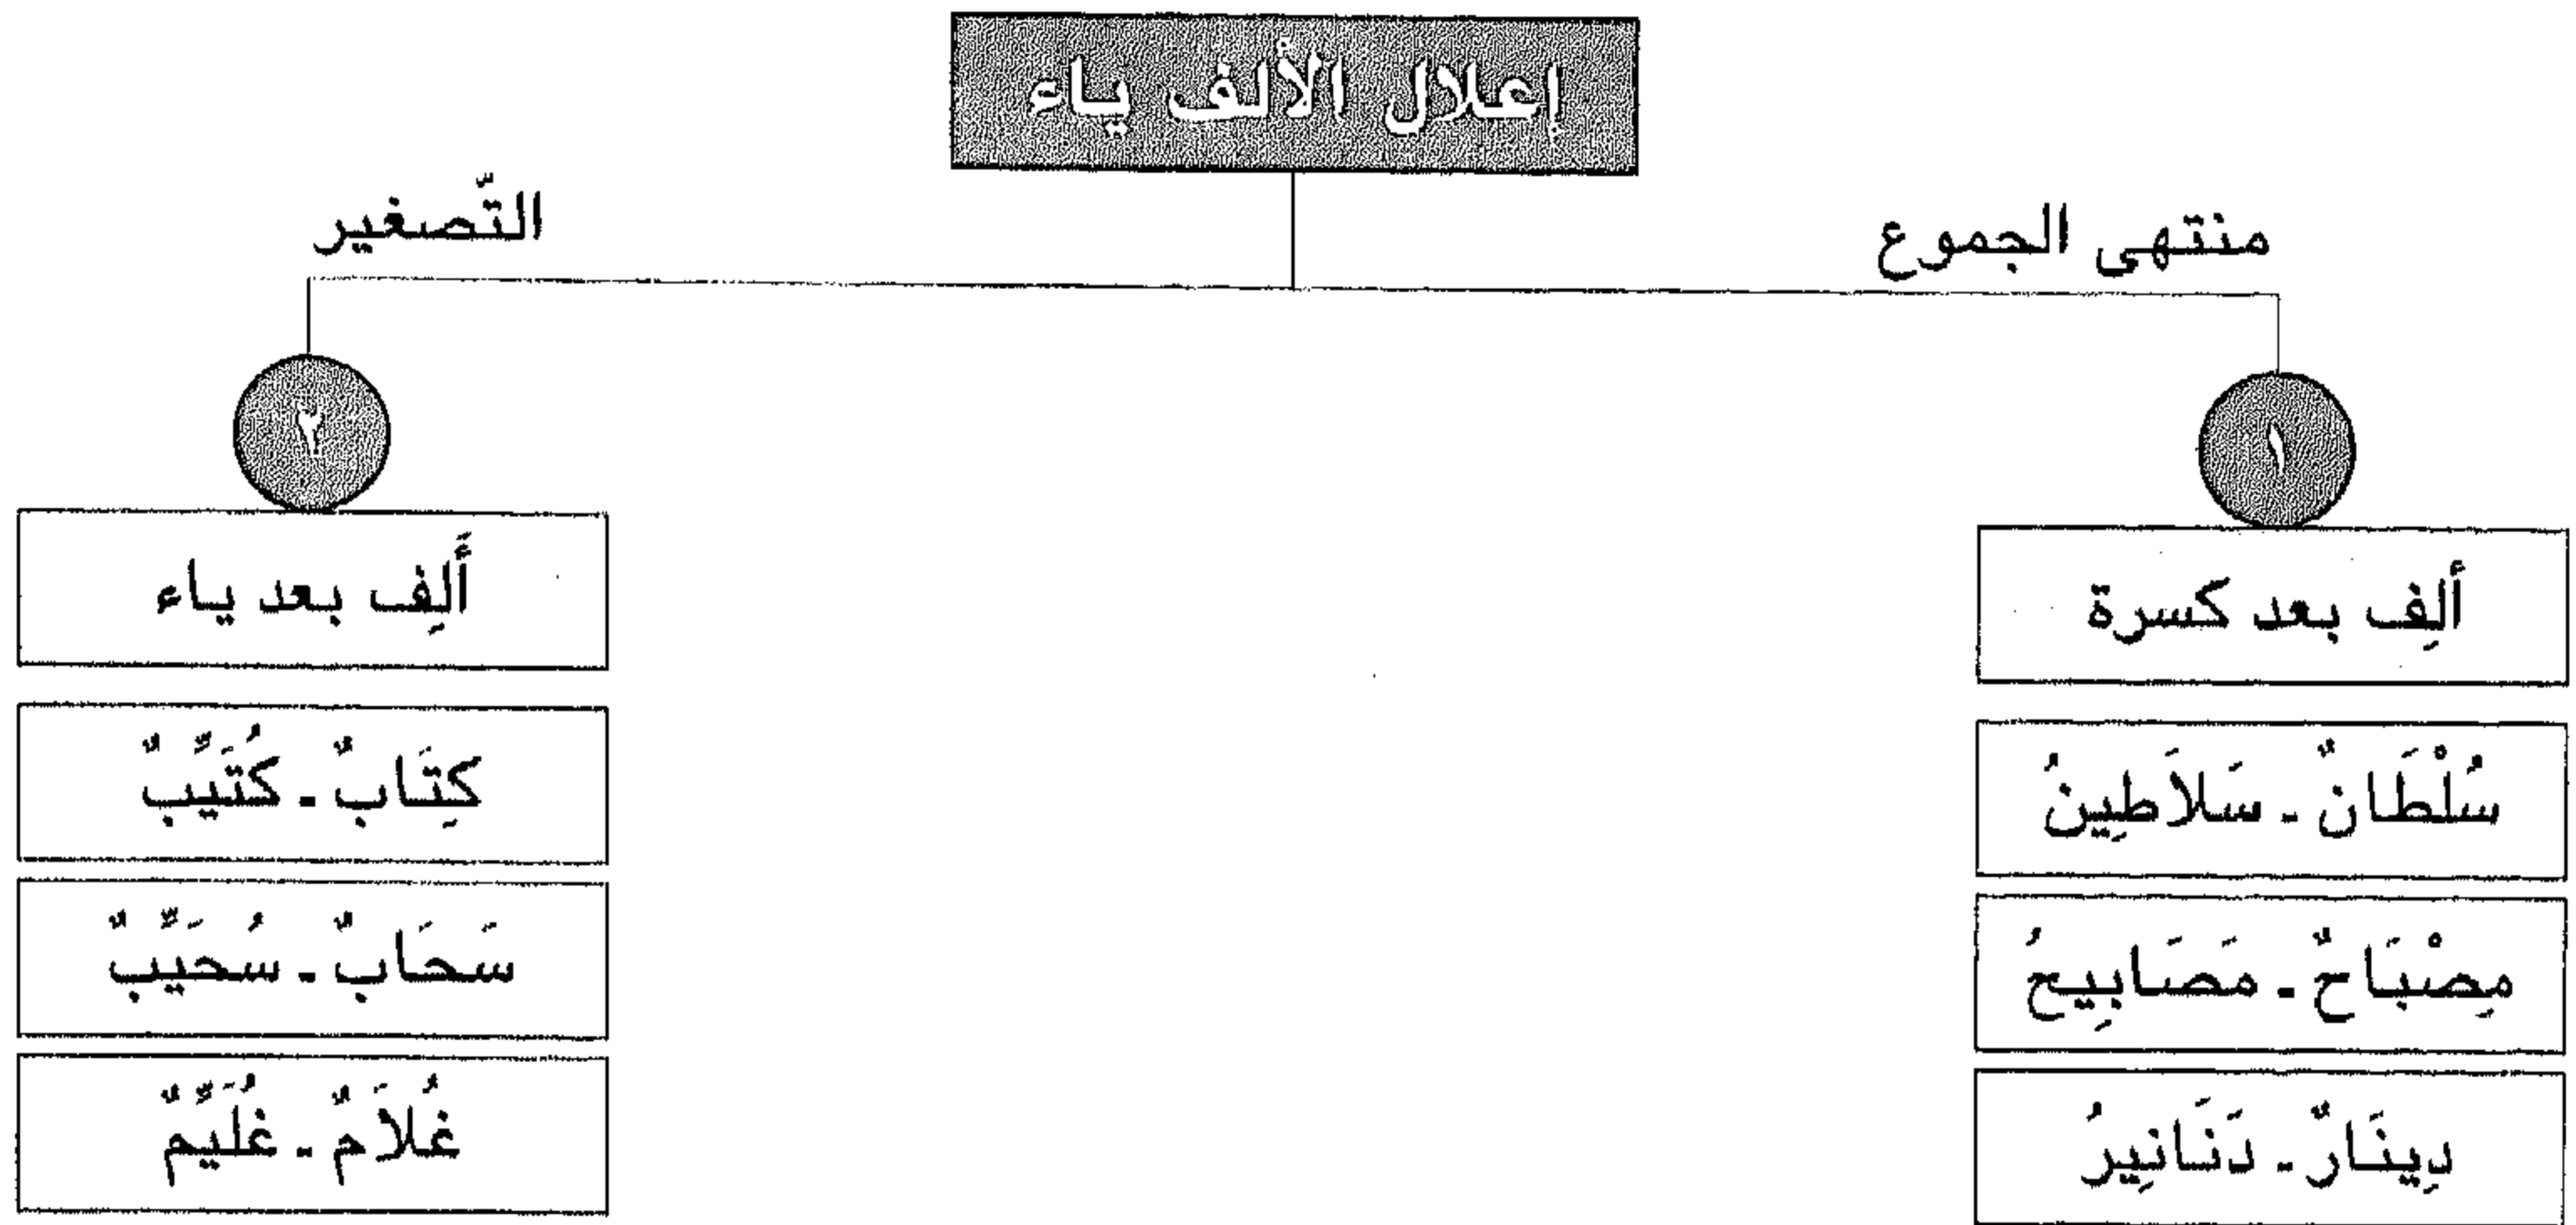 إعلال الألف ياء
منتهى الجموع
١
ألِف بعد كسرة
سُلْطَانٌ ـ سَلاَطِينُ
مِصْبَاحٌ ـ مَصَابِيحُ
دِينَارٌ ـ دَنَانِيرُ
التّصغير
٢
أَلِف بعد ياء
كِتَابٌ ـ كُتَيِّبٌ
سَحَابٌ ـ سُحَيِّبٌ
غُلاَمٌ ـ غُلَيِّمٌ